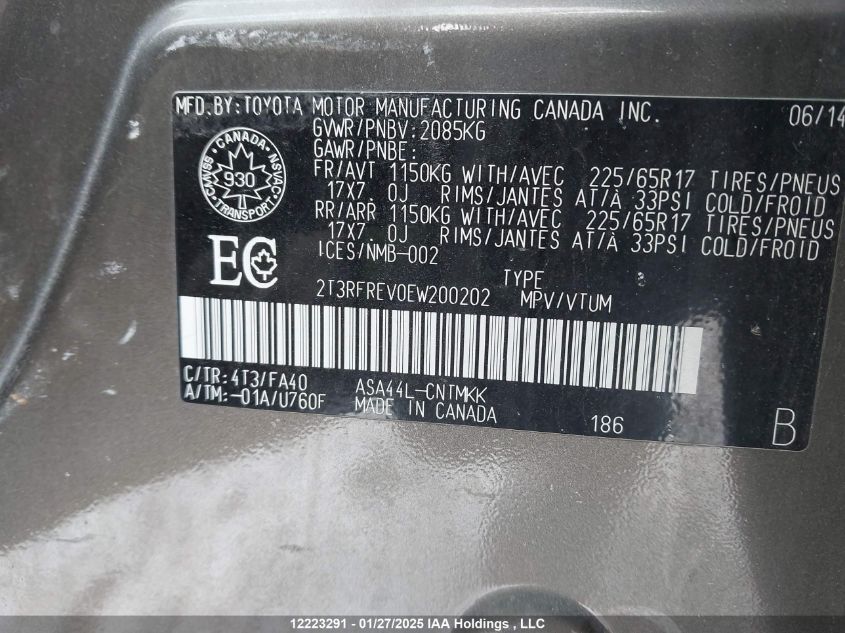 MFD.BY:TOYOTA MOTOR MANUFACTURING CANADA INC. 06/14
GVWR/PNBV:2085KG
GAWR/PNBE:
FR/AVT 1150KG WITH/AVEC 225/65R17 TIRES/PNEUS
17X7. 0J RIMS/JANTES AT/À 33PSI COLD/FROID
RR/ARR 1150KG WITH/AVEC 225/65R17 TIRES/PNEUS
17X7. 0J RIMS/JANTES AT/À 33PSI COLD/FROID
ICES/NMB-002
CANADA
CMVSS NSVAC
930
TRANSPORT
EC
TYPE
2T3RFREV0EW200202 MPV/VTUM
C/TR:4T3/FA40 ASA44L-CNTMKK
A/TM:-01A/U760F MADE IN CANADA
186 B
12223291 - 01/27/2025 IAA Holdings , LLC